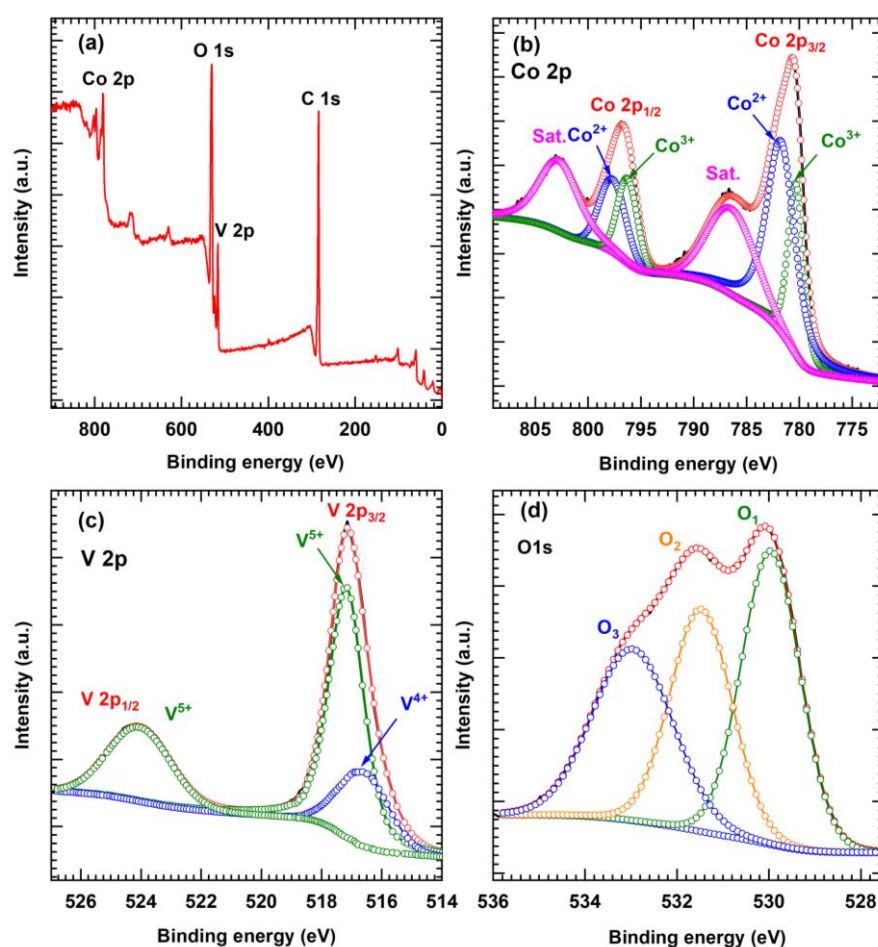 (a)
O 1s
Co 2p
C 1s
V 2p
Intensity (a.u.)
800 600 400 200 0
Binding energy (eV)
(b)
Co 2p
Co 2p3/2
Co 2p1/2
Co2+
Co3+
Sat.
Co2+
Co3+
Sat.
Intensity (a.u.)
805 800 795 790 785 780 775
Binding energy (eV)
(c)
V 2p
V 2p3/2
V5+
V4+
V 2p1/2
V5+
Intensity (a.u.)
526 524 522 520 518 516 514
Binding energy (eV)
(d)
O1s
O1
O2
O3
Intensity (a.u.)
536 533 531 530 528
Binding energy (eV)